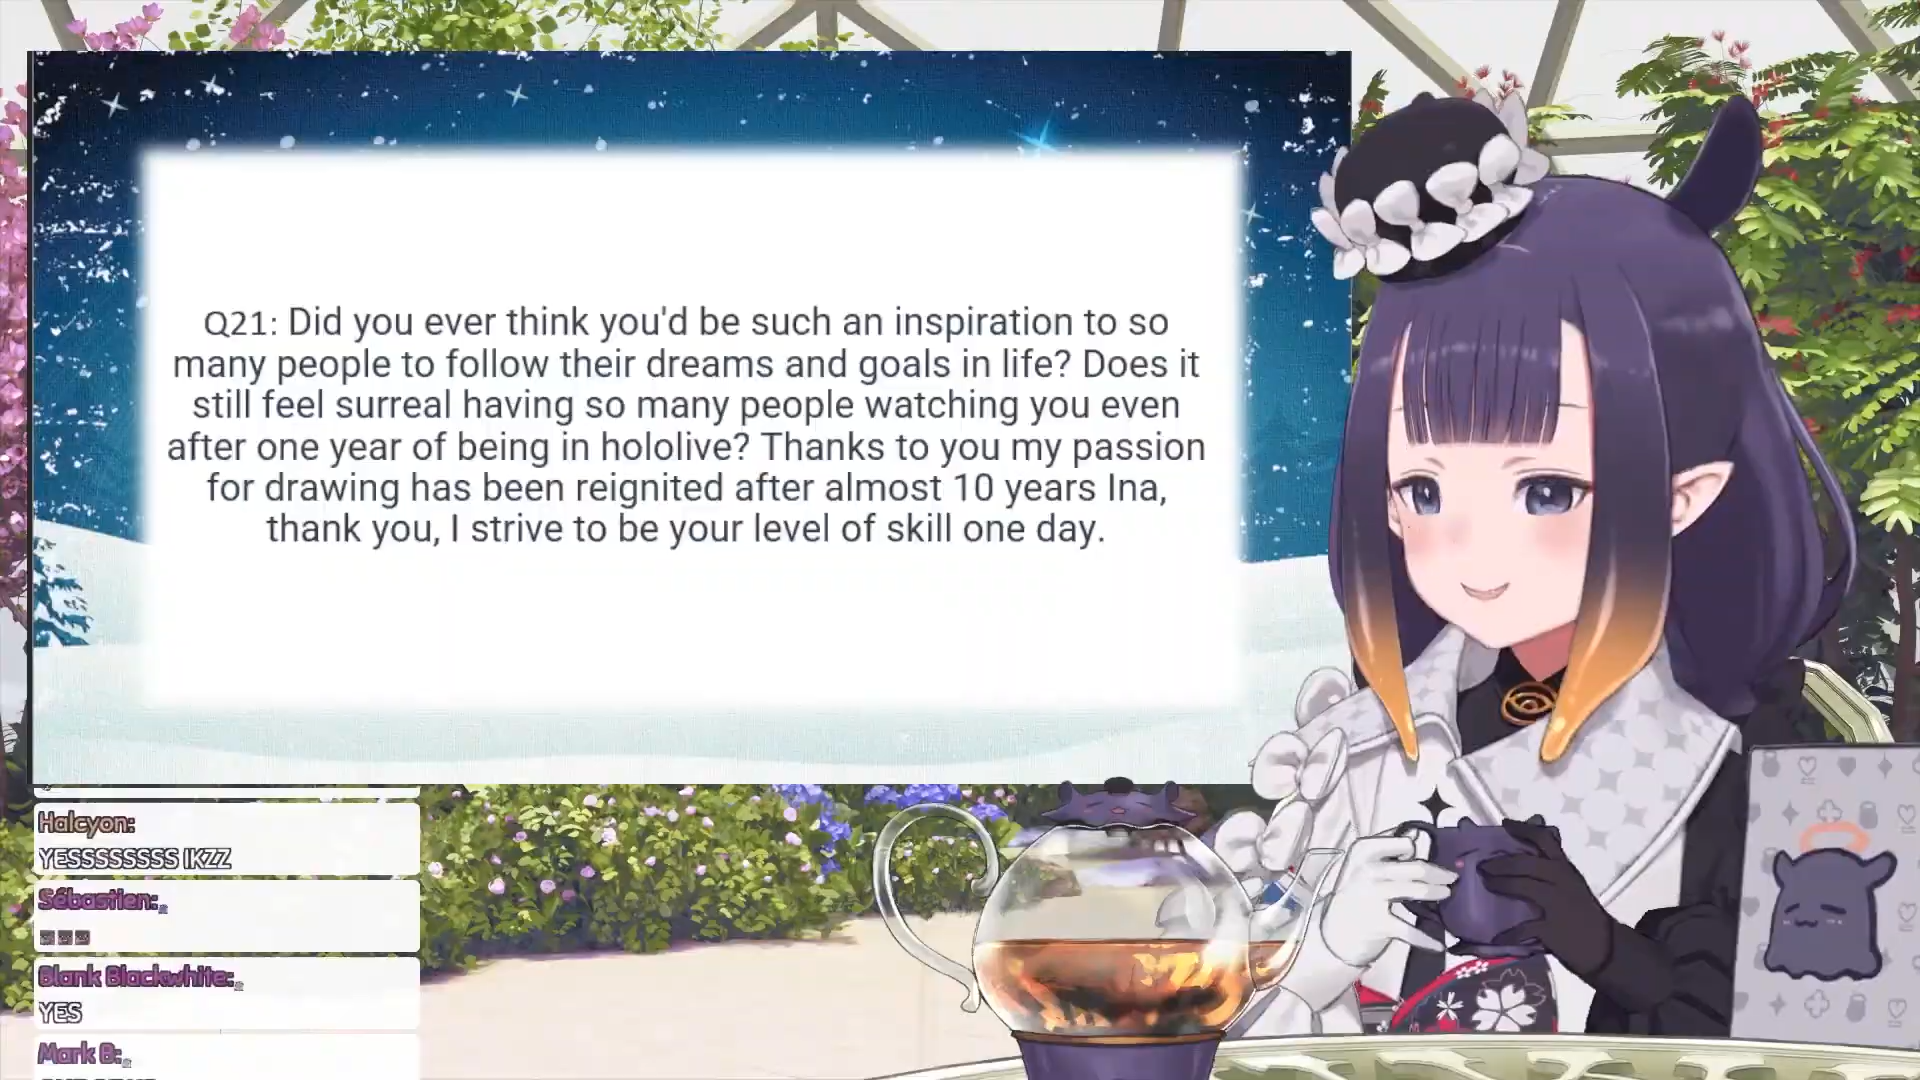 Q21: Did you ever think you'd be such an inspiration to so
many people to follow their dreams and goals in life? Does it
still feel surreal having so many people watching you even
after one year of being in hololive? Thanks to you my passion
for drawing has been reignited after almost 10 years Ina,
thank you, I strive to be your level of skill one day.
Halcyon:
YESSSSSSSS IKZZ
Sébastien:
Blank Blackwhite:
YES
Mark B: